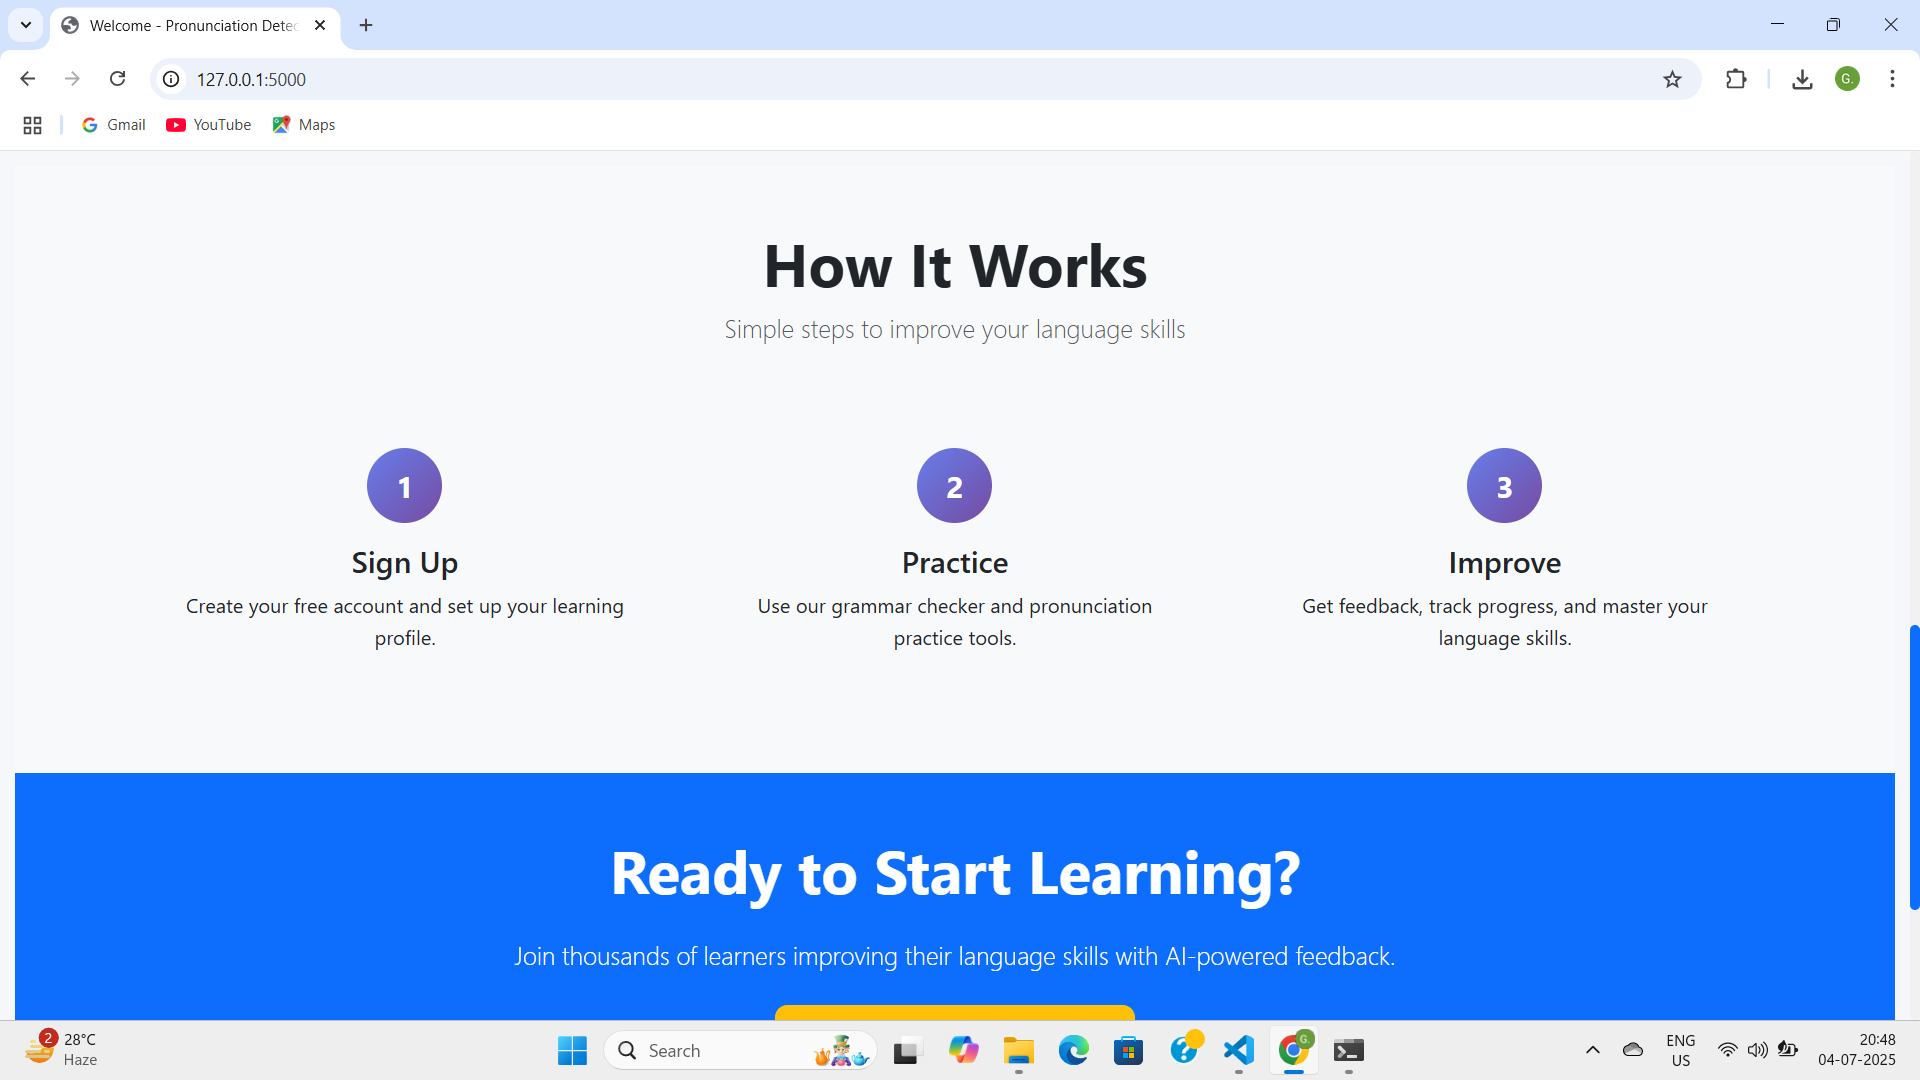 Welcome - Pronunciation Detec
127.0.0.1:5000
Gmail
YouTube
Maps
How It Works
Simple steps to improve your language skills
1
2
3
Sign Up
Practice
Improve
Create your free account and set up your learning
profile.
Use our grammar checker and pronunciation
practice tools.
Get feedback, track progress, and master your
language skills.
Ready to Start Learning?
Join thousands of learners improving their language skills with AI-powered feedback.
2
28°C
Haze
Search
ENG
US
20:48
04-07-2025
G.
G.